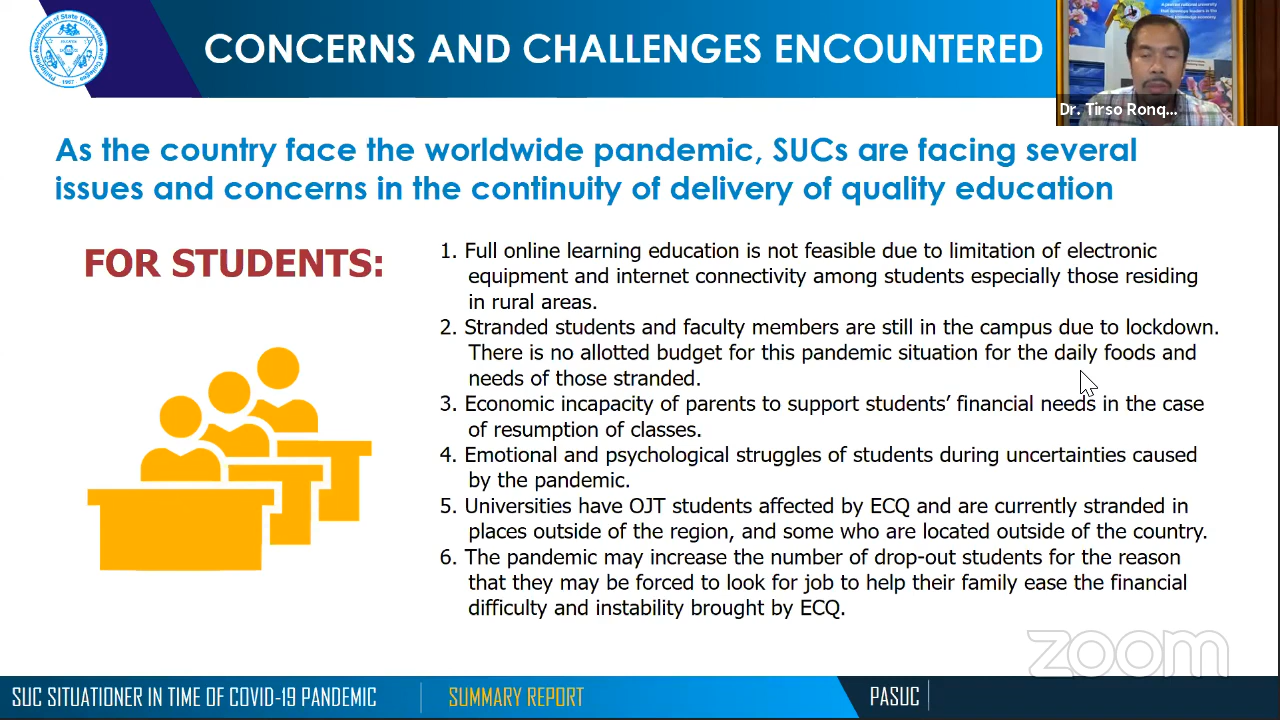 CONCERNS AND CHALLENGES ENCOUNTERED
Philippine Association of State Universities and Colleges
1967
Dr. Tirso Ronq...
As the country face the worldwide pandemic, SUCs are facing several
issues and concerns in the continuity of delivery of quality education
FOR STUDENTS:
1. Full online learning education is not feasible due to limitation of electronic
equipment and internet connectivity among students especially those residing
in rural areas.
2. Stranded students and faculty members are still in the campus due to lockdown.
There is no allotted budget for this pandemic situation for the daily foods and
needs of those stranded.
3. Economic incapacity of parents to support students’ financial needs in the case
of resumption of classes.
4. Emotional and psychological struggles of students during uncertainties caused
by the pandemic.
5. Universities have OJT students affected by ECQ and are currently stranded in
places outside of the region, and some who are located outside of the country.
6. The pandemic may increase the number of drop-out students for the reason
that they may be forced to look for job to help their family ease the financial
difficulty and instability brought by ECQ.
zoom
SUC SITUATIONER IN TIME OF COVID-19 PANDEMIC
SUMMARY REPORT
PASUC